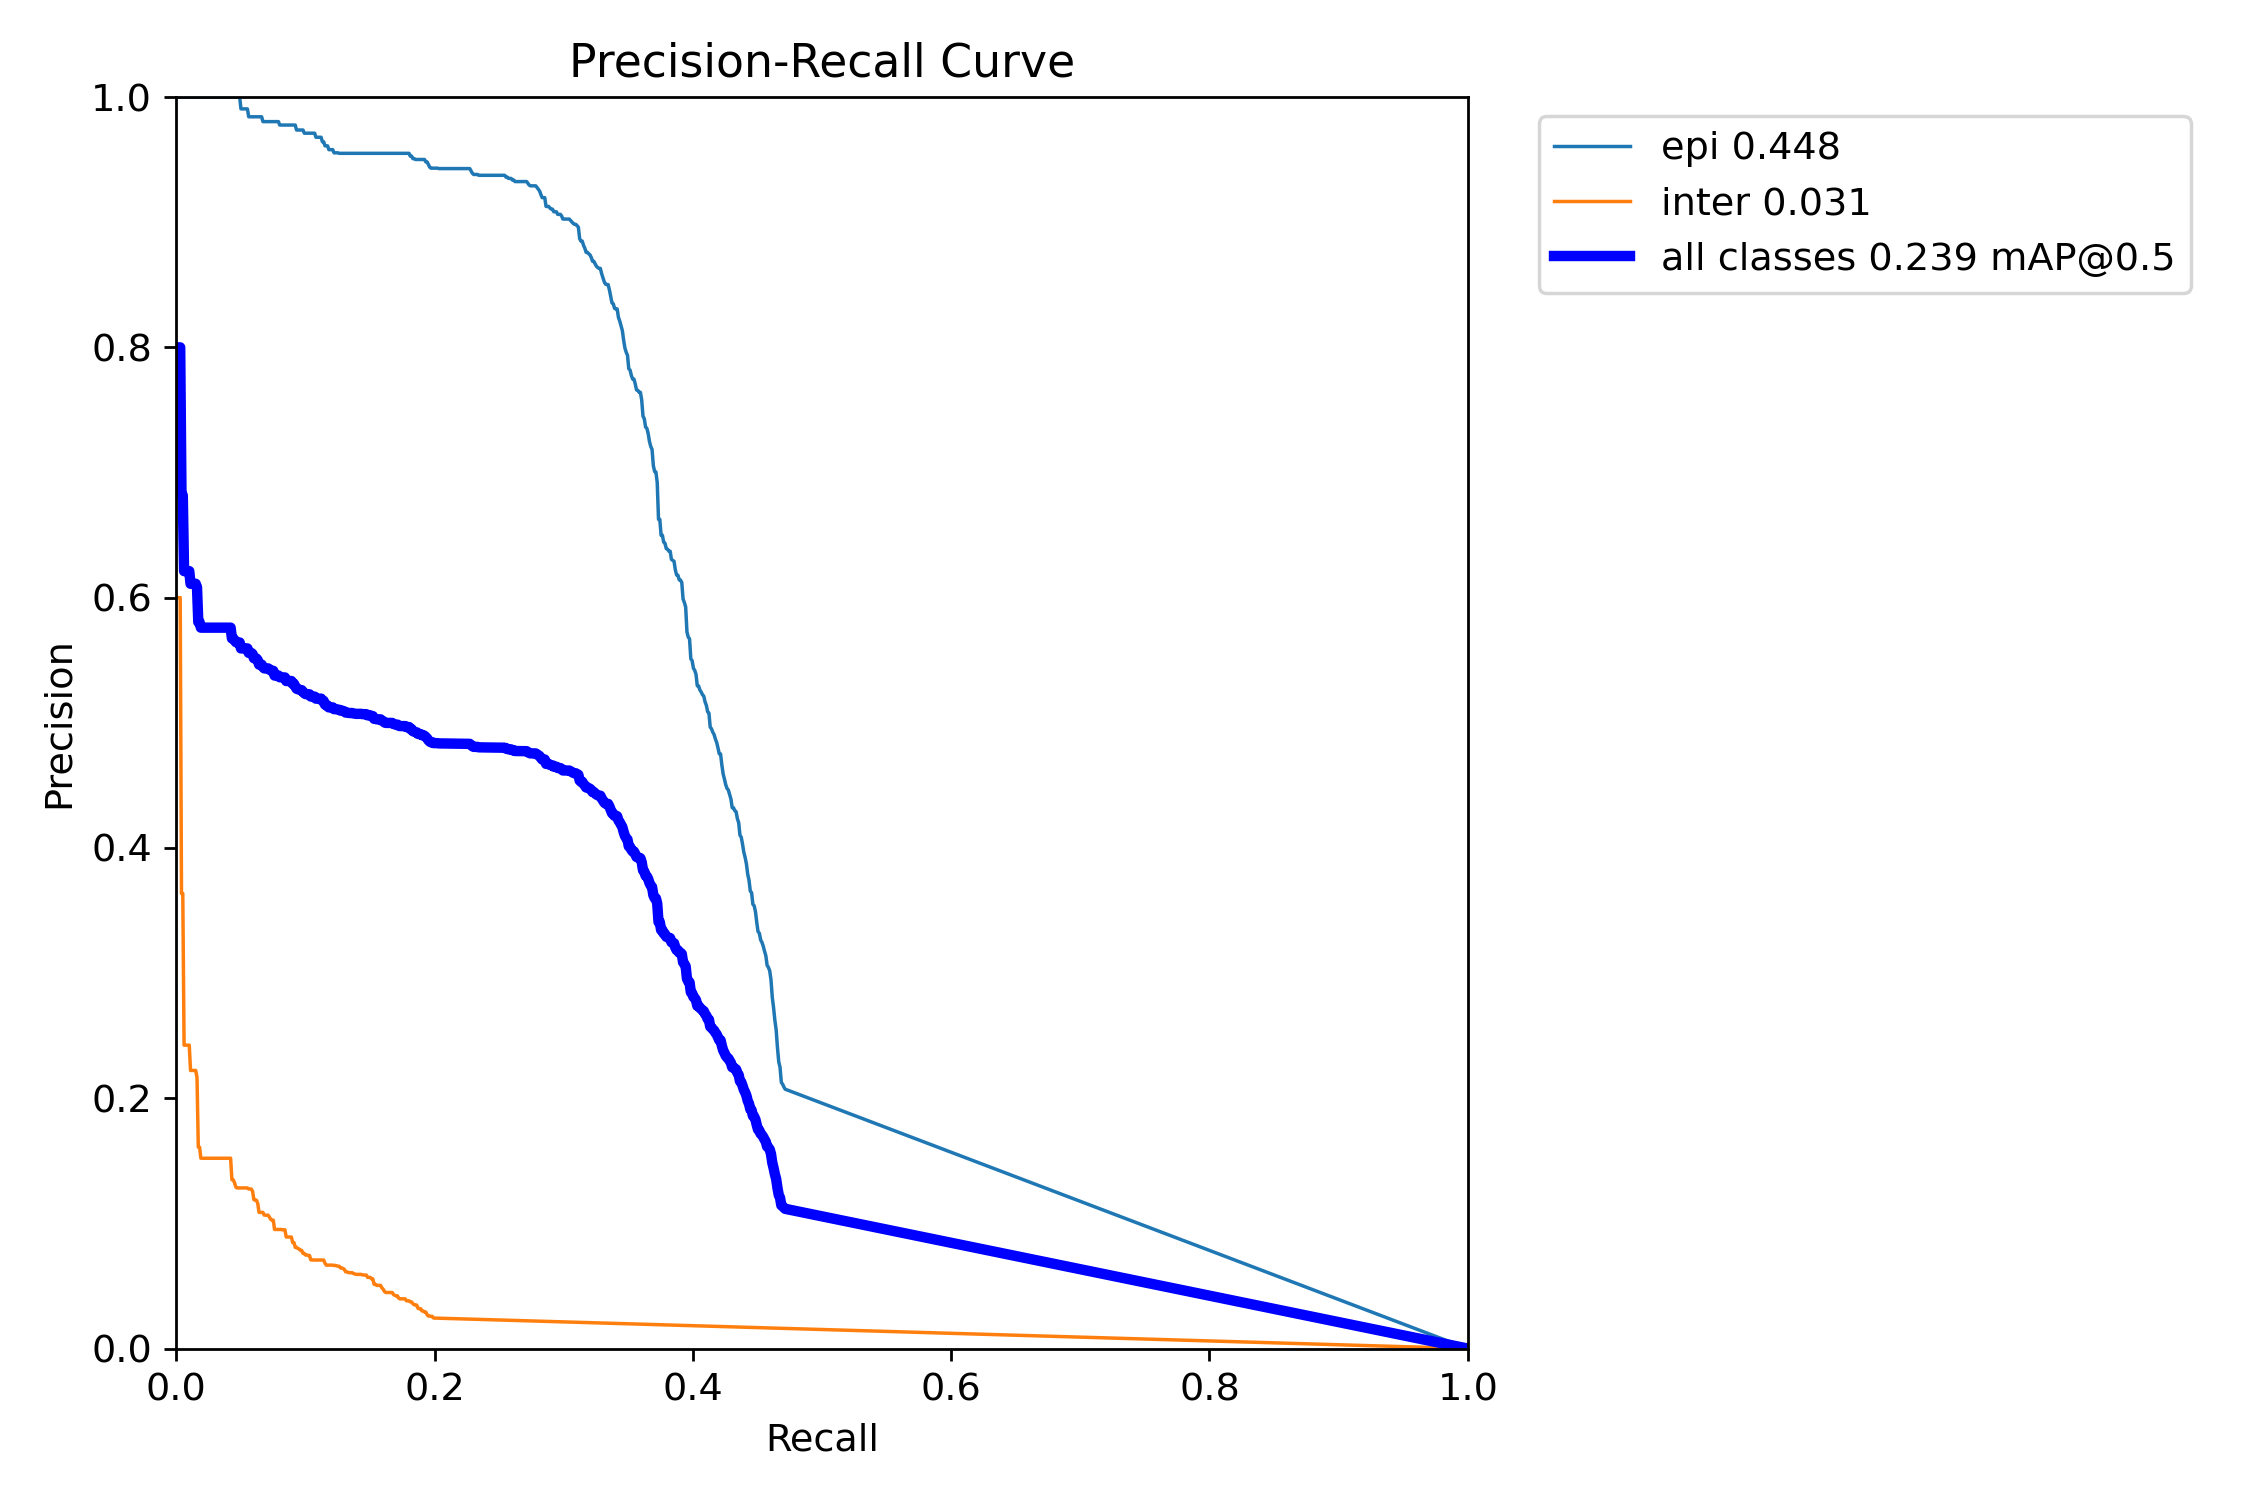 Precision-Recall Curve
epi 0.448
inter 0.031
all classes 0.239 mAP@0.5
Precision
1.0
0.8
0.6
0.4
0.2
0.0
0.0 0.2 0.4 0.6 0.8 1.0
Recall